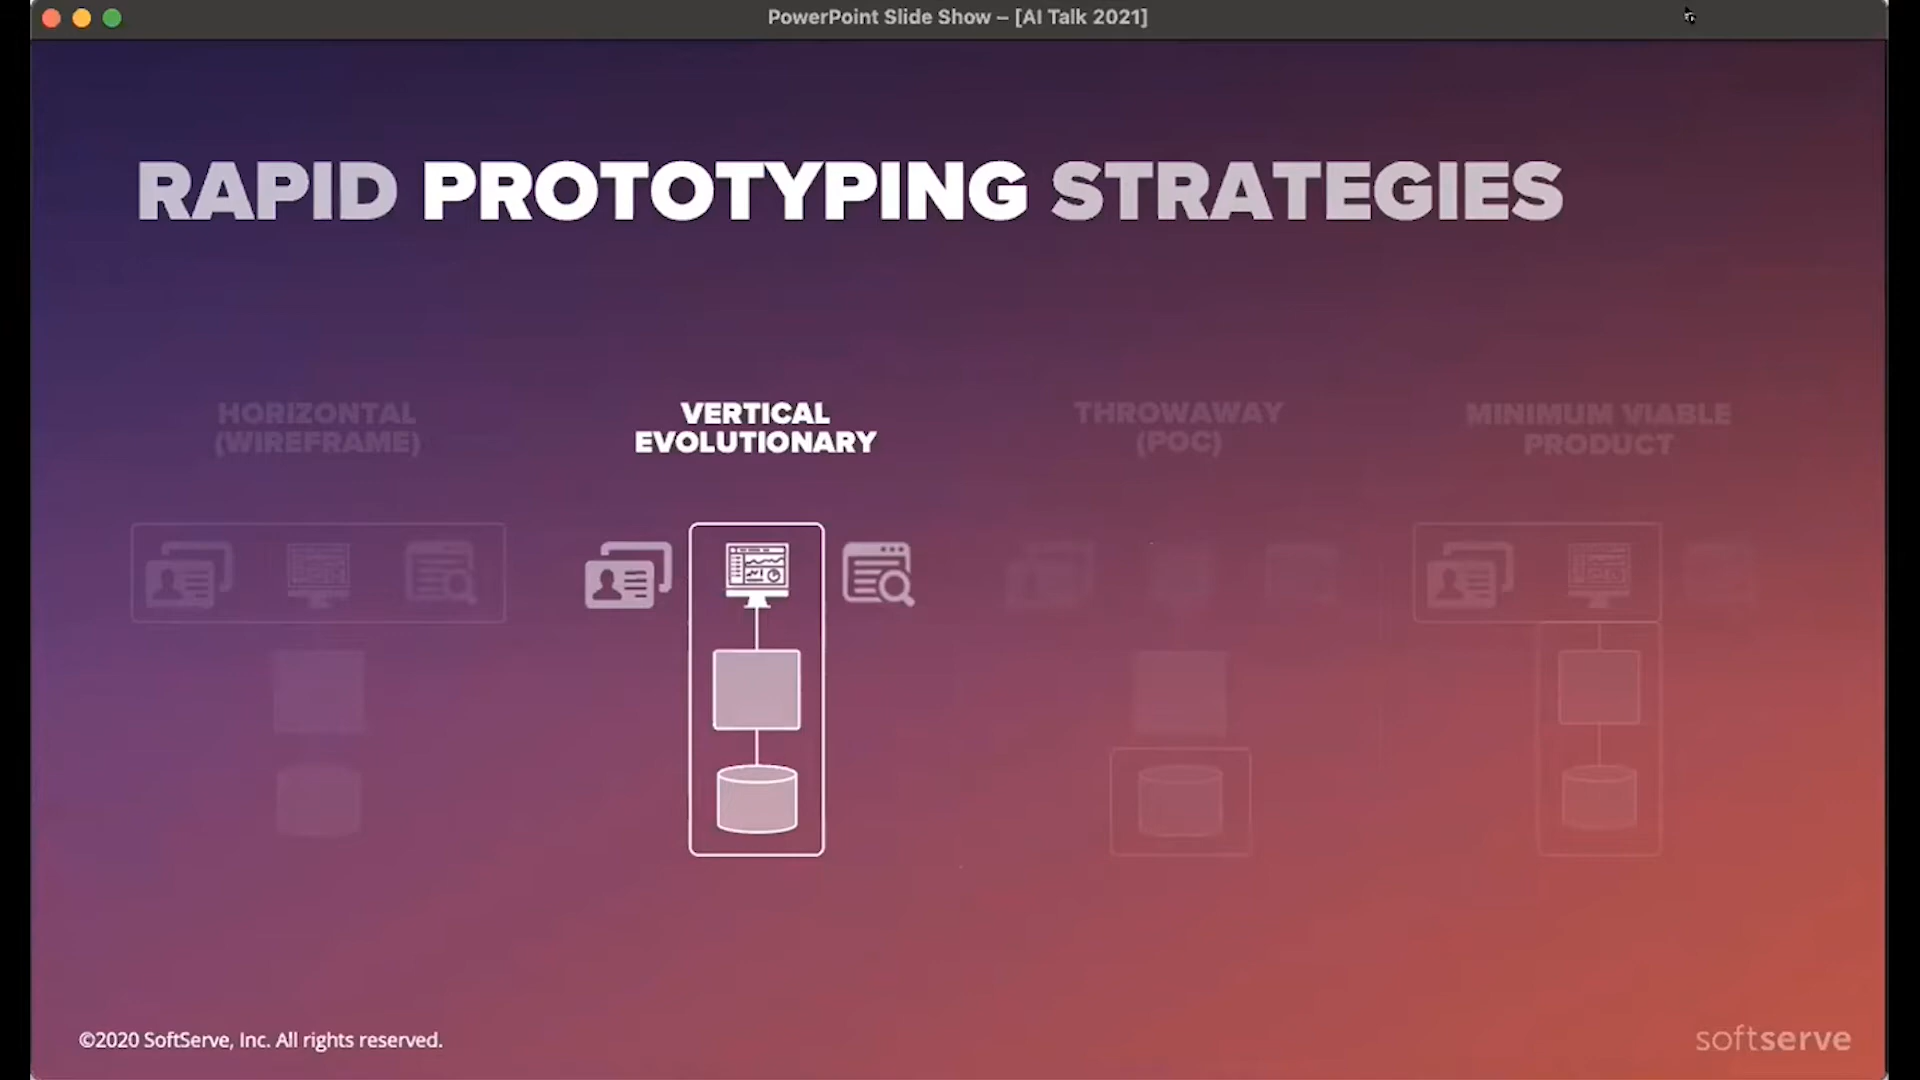 PowerPoint Slide Show – [AI Talk 2021]
RAPID PROTOTYPING STRATEGIES
HORIZONTAL
(WIREFRAME)
VERTICAL
EVOLUTIONARY
THROWAWAY
(POC)
MINIMUM VIABLE
PRODUCT
©2020 SoftServe, Inc. All rights reserved.
softserve